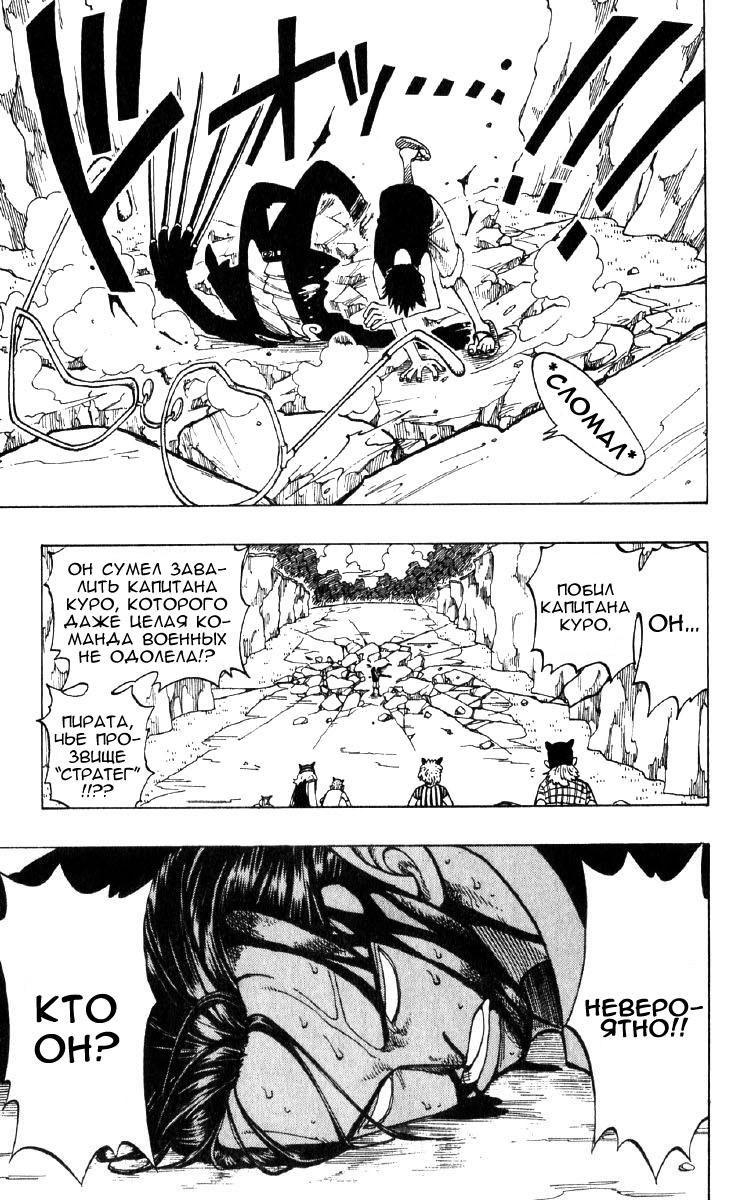 *СЛОМАЛ*
ОН...
ПОБИЛ
КАПИТАНА
КУРО.
ОН СУМЕЛ ЗАВА-
ЛИТЬ КАПИТАНА
КУРО, КОТОРОГО
ДАЖЕ ЦЕЛАЯ КО-
МАНДА ВОЕННЫХ
НЕ ОДОЛЕЛА!?
ПИРАТА,
ЧЬЕ ПРО-
ЗВИЩЕ
"СТРАТЕГ"
!!??
НЕВЕРО-
ЯТНО!!
КТО
ОН?